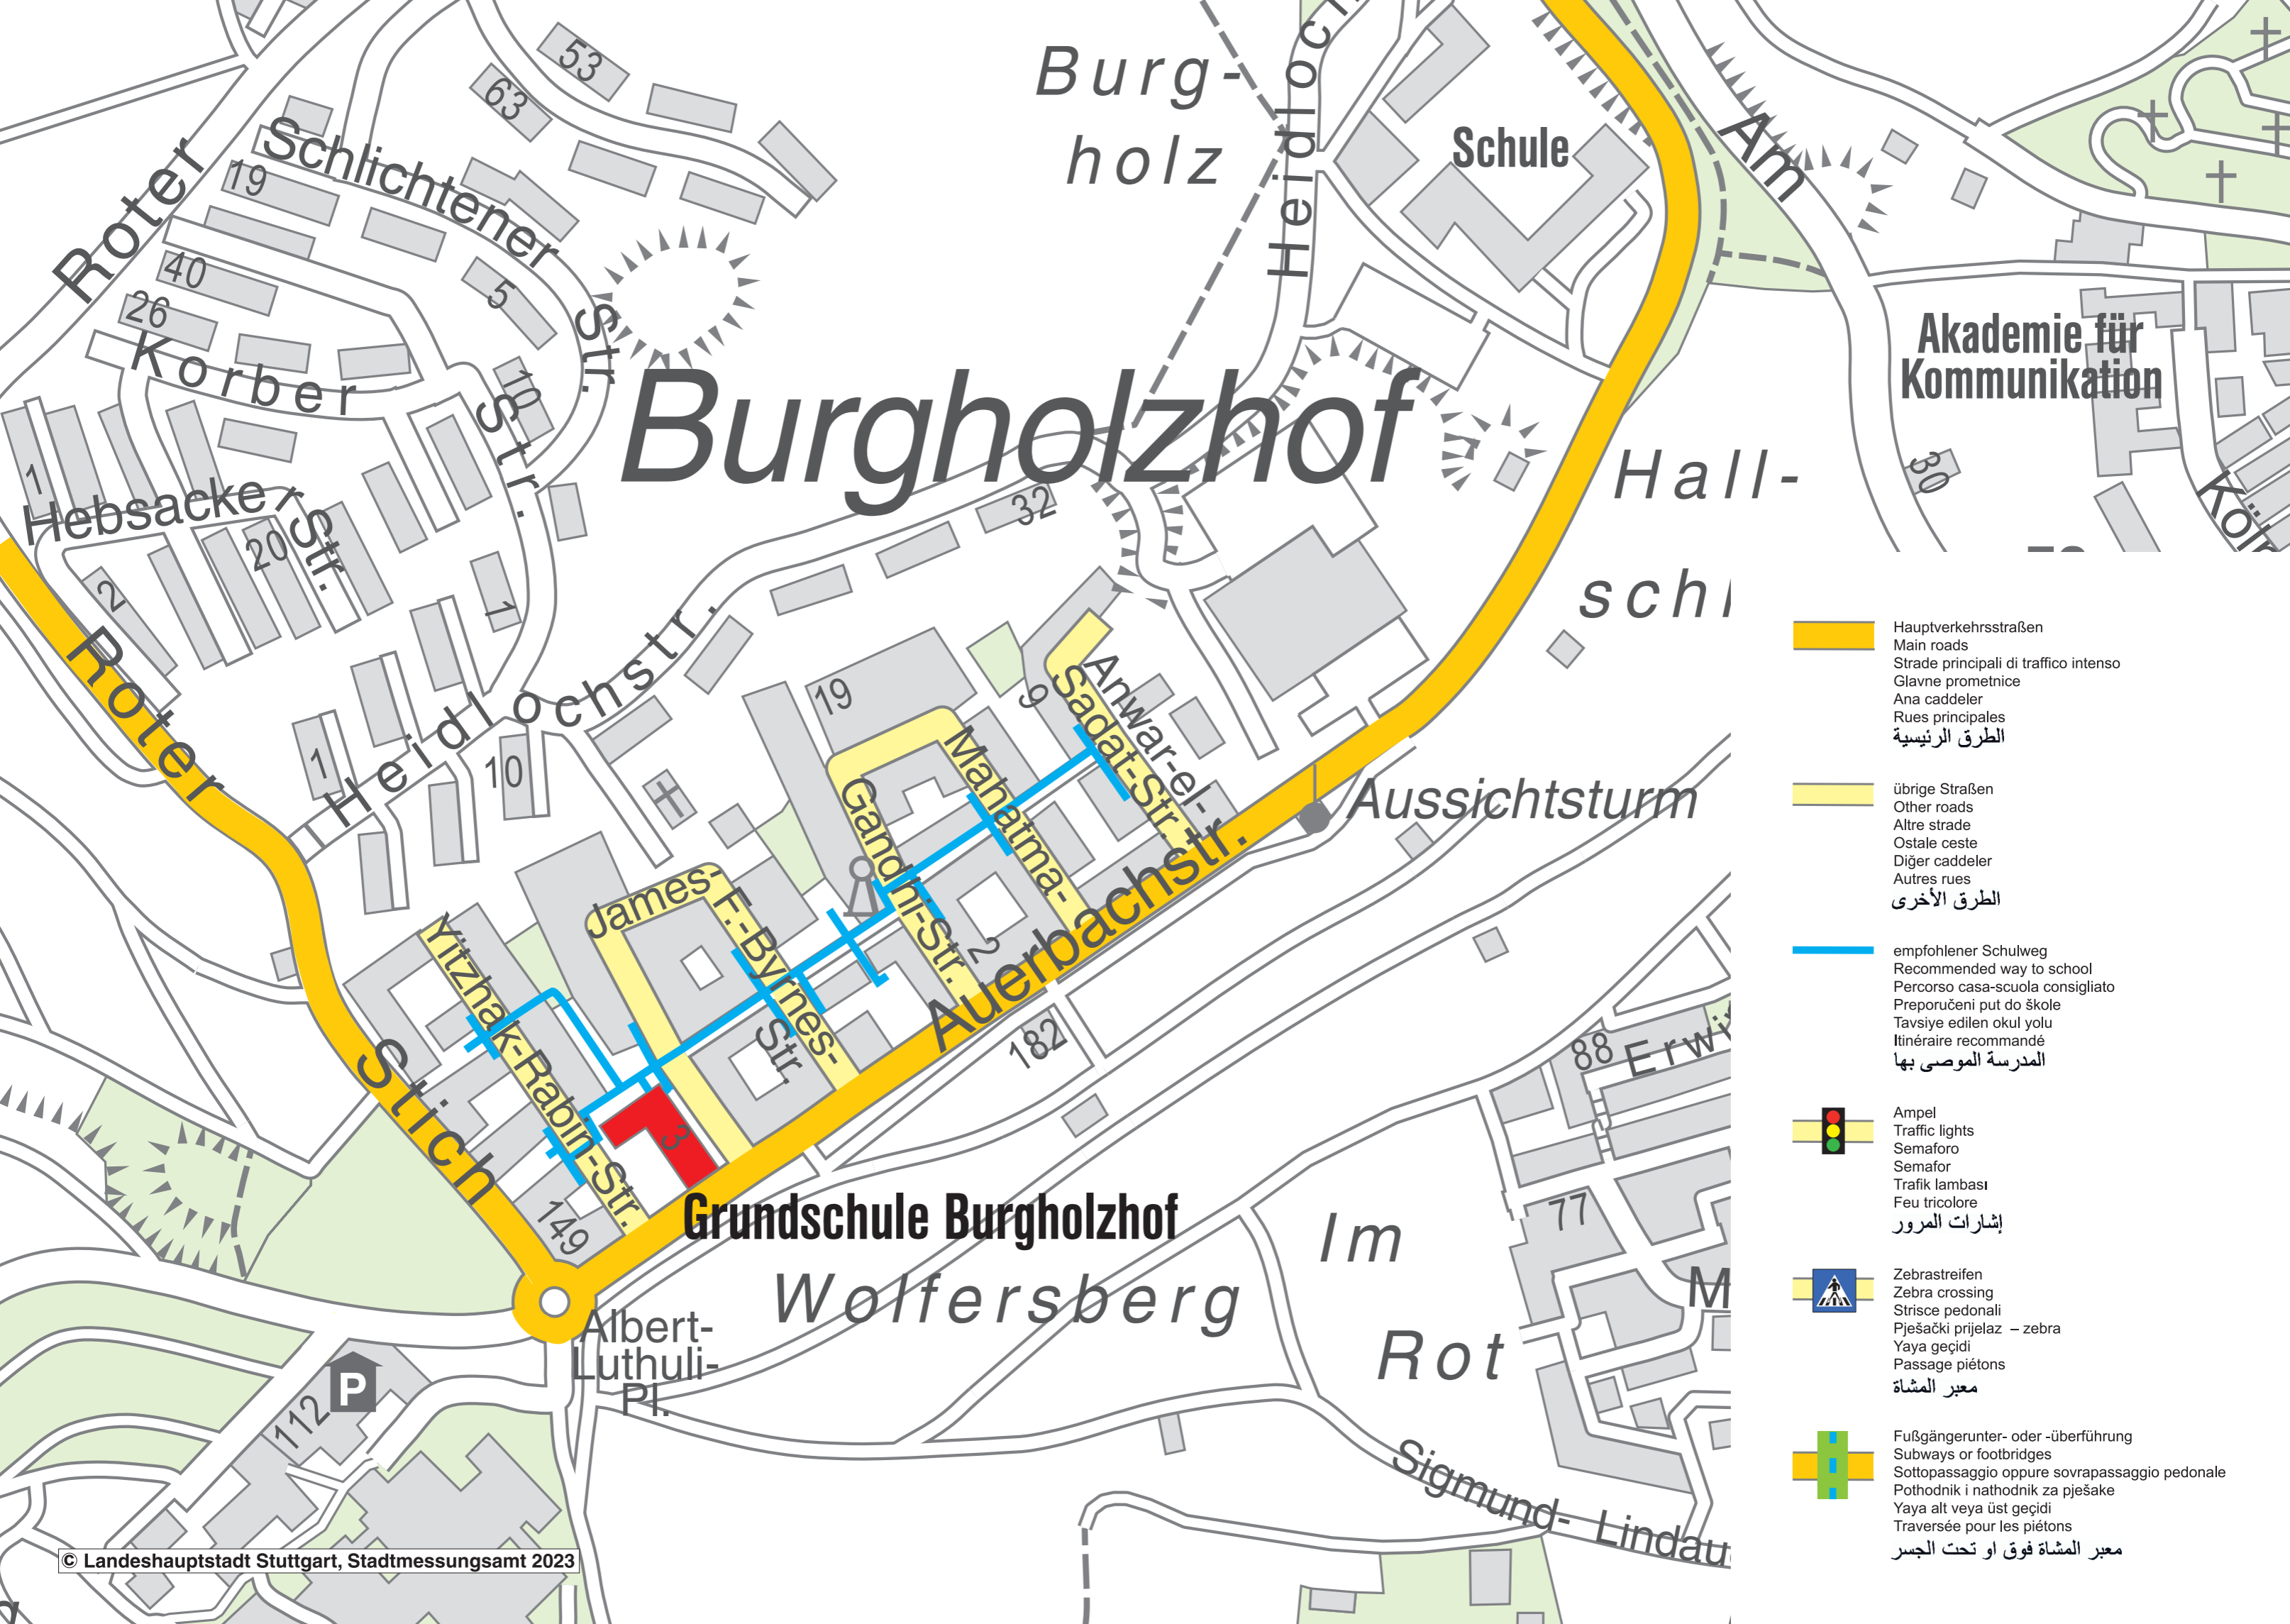 53
63
Schlichtener
Str.
19
40
26
5
10
Roter
Korber
Str.
1
Hebsacker
Str.
20
2
1
Roter
Stich
1
Heidlochstr.
10
32
Burg-
holz
Heidloch
Schule
Am
Burgholzhof
Akademie für
Kommunikation
30
Köln
Hall-
schl
19
9
Anwar-el-
Sadat-Str.
Mahatma-
Gandhi-Str.
2
James-
F.-Byrnes-
Str.
Yitzhak-Rabin-Str.
3
149
Auerbachstr.
182
Aussichtsturm
Grundschule Burgholzhof
Wolfersberg
Albert-
Luthuli-
Pl.
P
112
Im
Rot
88
Erwi
77
M
Sigmund- Lindau
© Landeshauptstadt Stuttgart, Stadtmessungsamt 2023
Hauptverkehrsstraßen
Main roads
Strade principali di traffico intenso
Glavne prometnice
Ana caddeler
Rues principales
الطرق الرئيسية
übrige Straßen
Other roads
Altre strade
Ostale ceste
Diğer caddeler
Autres rues
الطرق الأخرى
empfohlener Schulweg
Recommended way to school
Percorso casa-scuola consigliato
Preporučeni put do škole
Tavsiye edilen okul yolu
Itinéraire recommandé
المدرسة الموصى بها
Ampel
Traffic lights
Semaforo
Semafor
Trafik lambası
Feu tricolore
إشارات المرور
Zebrastreifen
Zebra crossing
Strisce pedonali
Pješački prijelaz – zebra
Yaya geçidi
Passage piétons
معبر المشاة
Fußgängerunter- oder -überführung
Subways or footbridges
Sottopassaggio oppure sovrapassaggio pedonale
Pothodnik i nathodnik za pješake
Yaya alt veya üst geçidi
Traversée pour les piétons
معبر المشاة فوق او تحت الجسر